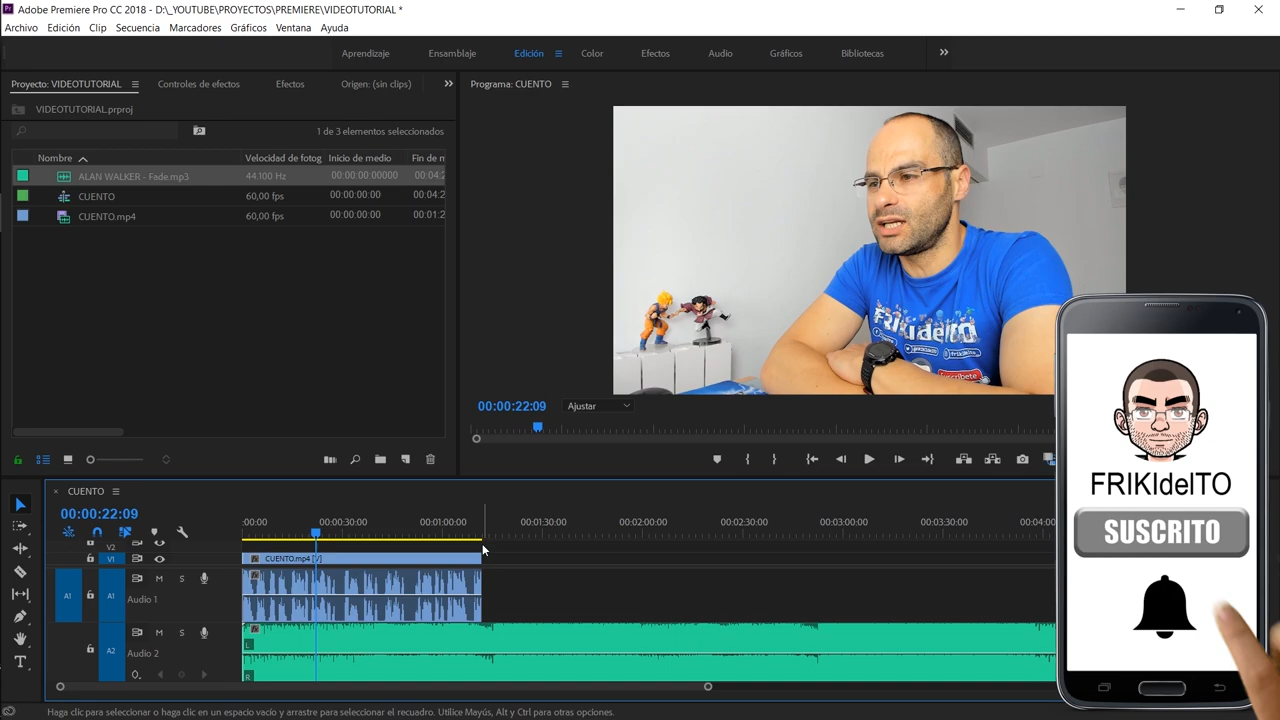 Adobe Premiere Pro CC 2018 - D:\_YOUTUBE\PROYECTOS\PREMIERE\VIDEOTUTORIAL *
Archivo Edición Clip Secuencia Marcadores Gráficos Ventana Ayuda
Aprendizaje Ensamblaje Edición Color Efectos Audio Gráficos Bibliotecas
Proyecto: VIDEOTUTORIAL Controles de efectos Efectos Origen: (sin clips)
Programa: CUENTO
VIDEOTUTORIAL.prproj
1 de 3 elementos seleccionados
Nombre Velocidad de fotog Inicio de medio Fin de m
ALAN WALKER - Fade.mp3 44.100 Hz 00:00:00:00000 00:04:2
CUENTO 60,00 fps 00:00:00:00 00:04:2
CUENTO.mp4 60,00 fps 00:00:00:00 00:01:2
FRIKIdelTO
suscríbete
00:00:22:09 Ajustar
CUENTO
00:00:22:09
:00:00 00:00:30:00 00:01:00:00 00:01:30:00 00:02:00:00 00:02:30:00 00:03:00:00 00:03:30:00 00:04:00
V2
V1 CUENTO.mp4 [V]
A1 A1 M S
Audio 1
M S
A2 Audio 2
L
R
FRIKIdelTO
SUSCRITO
Haga clic para seleccionar o haga clic en un espacio vacío y arrastre para seleccionar el recuadro. Utilice Mayús, Alt y Ctrl para otras opciones.